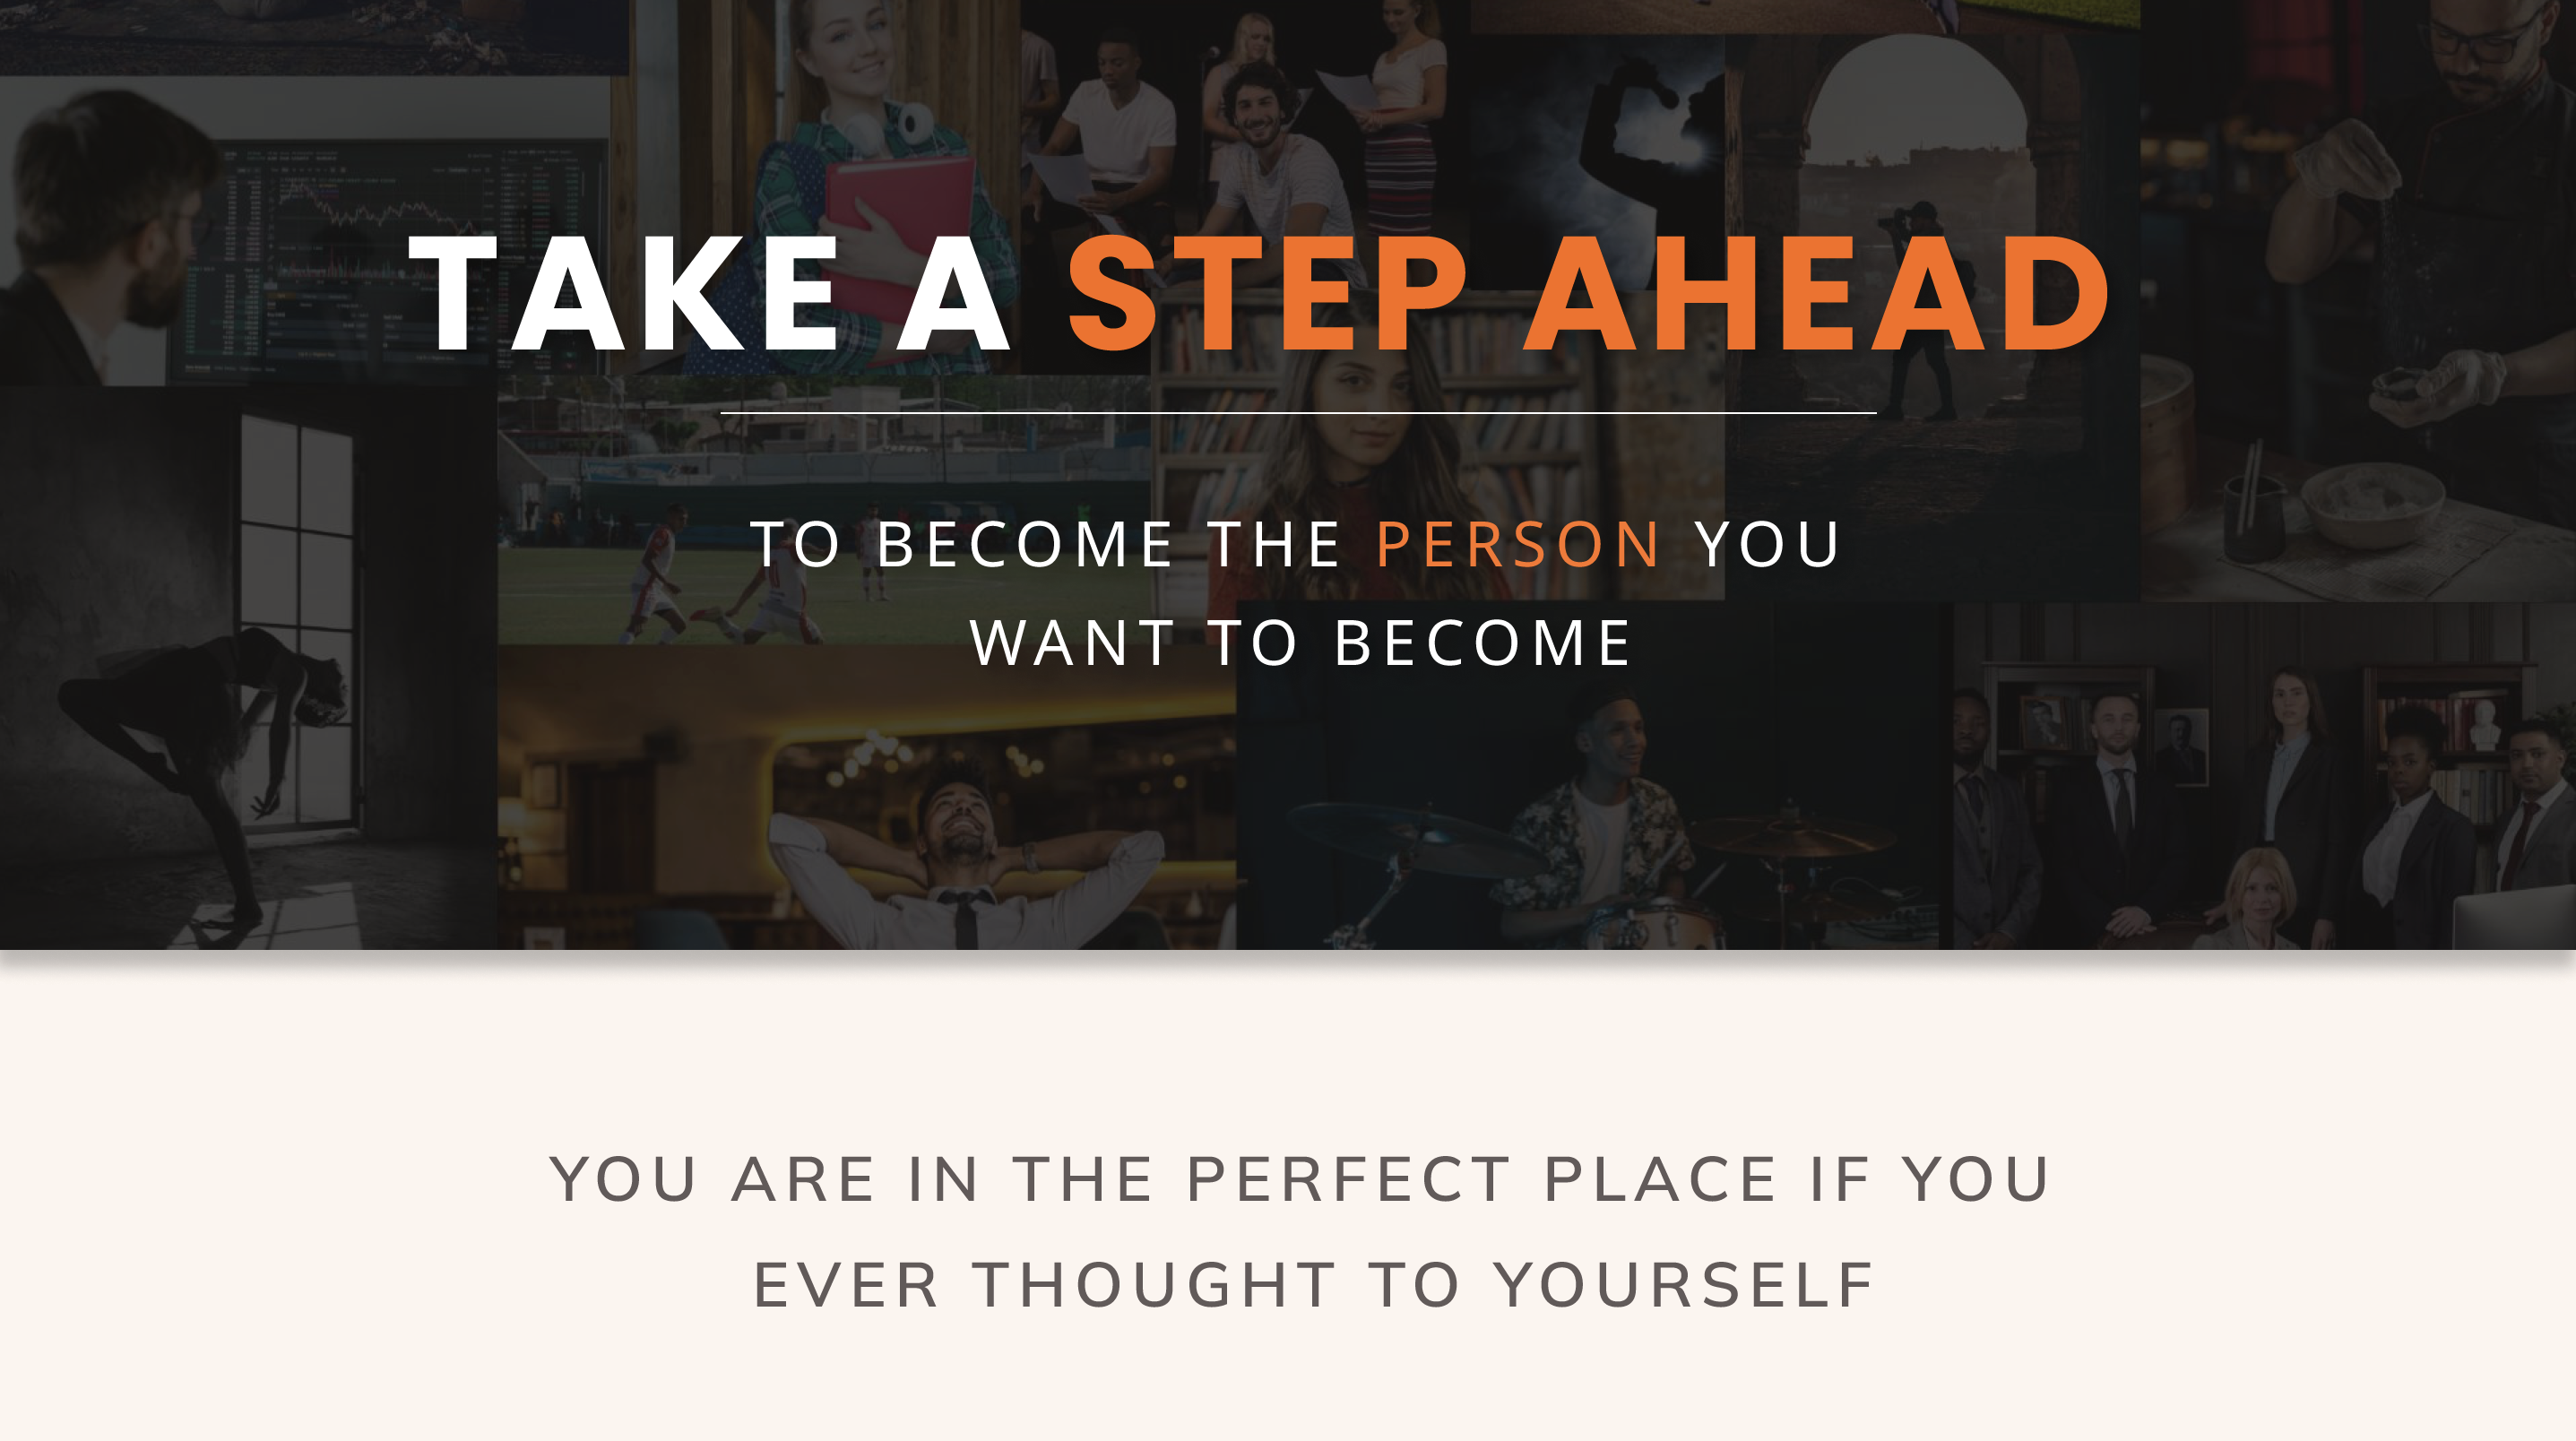 TAKE A STEP AHEAD
TO BECOME THE PERSON YOU
WANT TO BECOME
YOU ARE IN THE PERFECT PLACE IF YOU
EVER THOUGHT TO YOURSELF